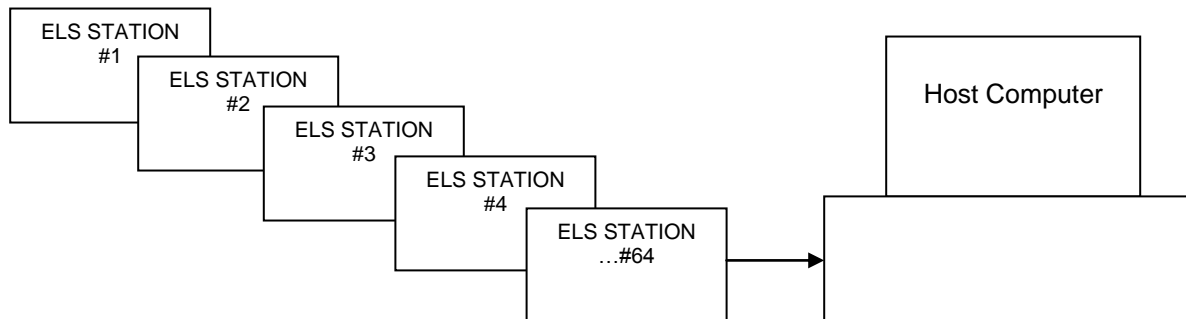 ELS STATION
#1
ELS STATION
#2
ELS STATION
#3
ELS STATION
#4
ELS STATION
…#64
Host Computer